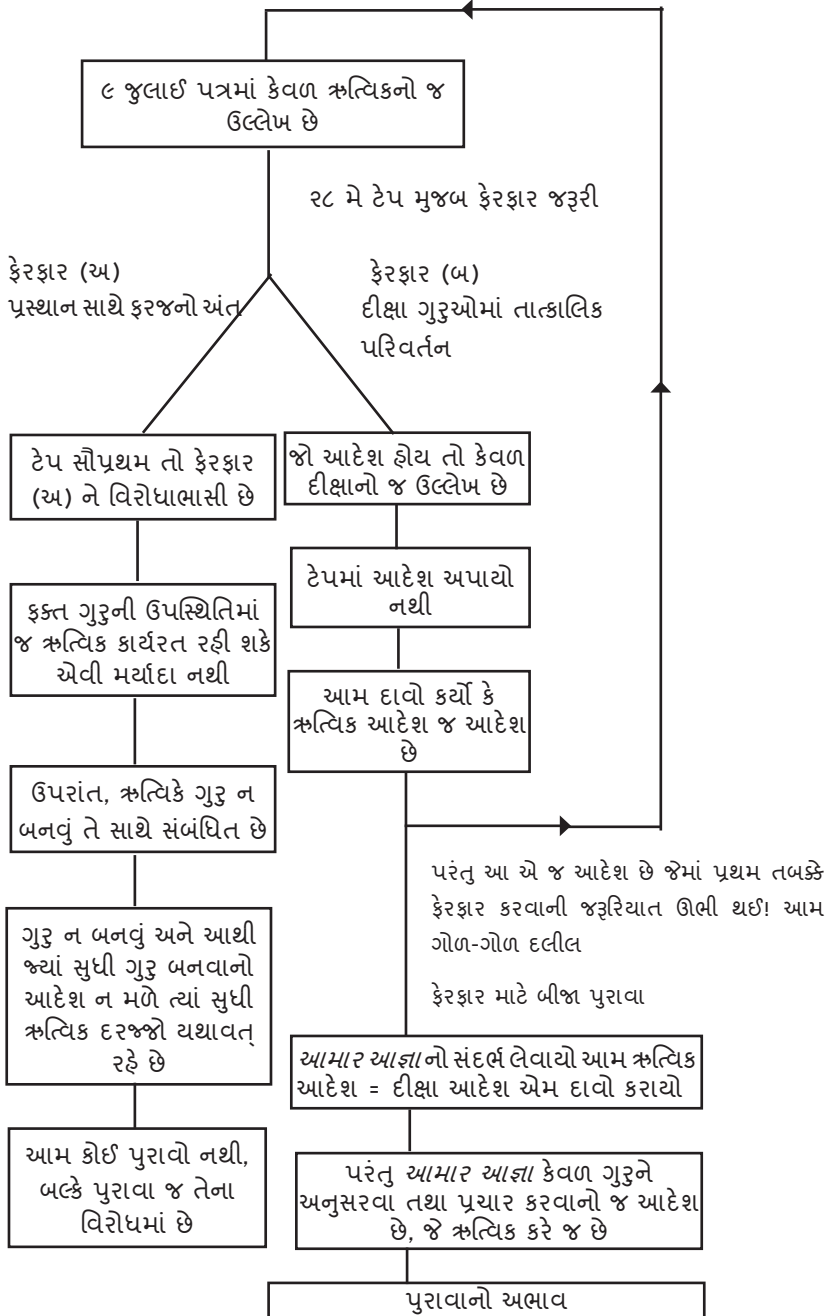 ૯ જુલાઈ પત્રમાં કેવળ ઋત્વિકનો જ
ઉલ્લેખ છે
૨૮ મે ટેપ મુજબ ફેરફાર જરૂરી
ફેરફાર (અ)
પ્રસ્થાન સાથે ફરજનો અંત
ફેરફાર (બ)
દીક્ષા ગુરુઓમાં તાત્કાલિક
પરિવર્તન
ટેપ સૌપ્રથમ તો ફેરફાર
(અ) ને વિરોધાભાસી છે
ફક્ત ગુરુની ઉપસ્થિતિમાં
જ ઋત્વિક કાર્યરત રહી શકે
એવી મર્યાદા નથી
ઉપરાંત, ઋત્વિકે ગુરુ ન
બનવું તે સાથે સંબંધિત છે
ગુરુ ન બનવું અને આથી
જ્યાં સુધી ગુરુ બનવાનો
આદેશ ન મળે ત્યાં સુધી
ઋત્વિક દરજ્જો યથાવત્
રહે છે
આમ કોઈ પુરાવો નથી,
બલ્કે પુરાવા જ તેના
વિરોધમાં છે
જો આદેશ હોય તો કેવળ
દીક્ષાનો જ ઉલ્લેખ છે
ટેપમાં આદેશ અપાયો
નથી
આમ દાવો કર્યો કે
ઋત્વિક આદેશ જ આદેશ
છે
પરંતુ આ એ જ આદેશ છે જેમાં પ્રથમ તબક્કે
ફેરફાર કરવાની જરૂરિયાત ઊભી થઈ! આમ
ગોળ-ગોળ દલીલ
ફેરફાર માટે બીજા પુરાવા
આમાર આજ્ઞાનો સંદર્ભ લેવાયો આમ ઋત્વિક
આદેશ = દીક્ષા આદેશ એમ દાવો કરાયો
પરંતુ આમાર આજ્ઞા કેવળ ગુરુને
અનુસરવા તથા પ્રચાર કરવાનો જ આદેશ
છે, જે ઋત્વિક કરે જ છે
પુરાવાનો અભાવ